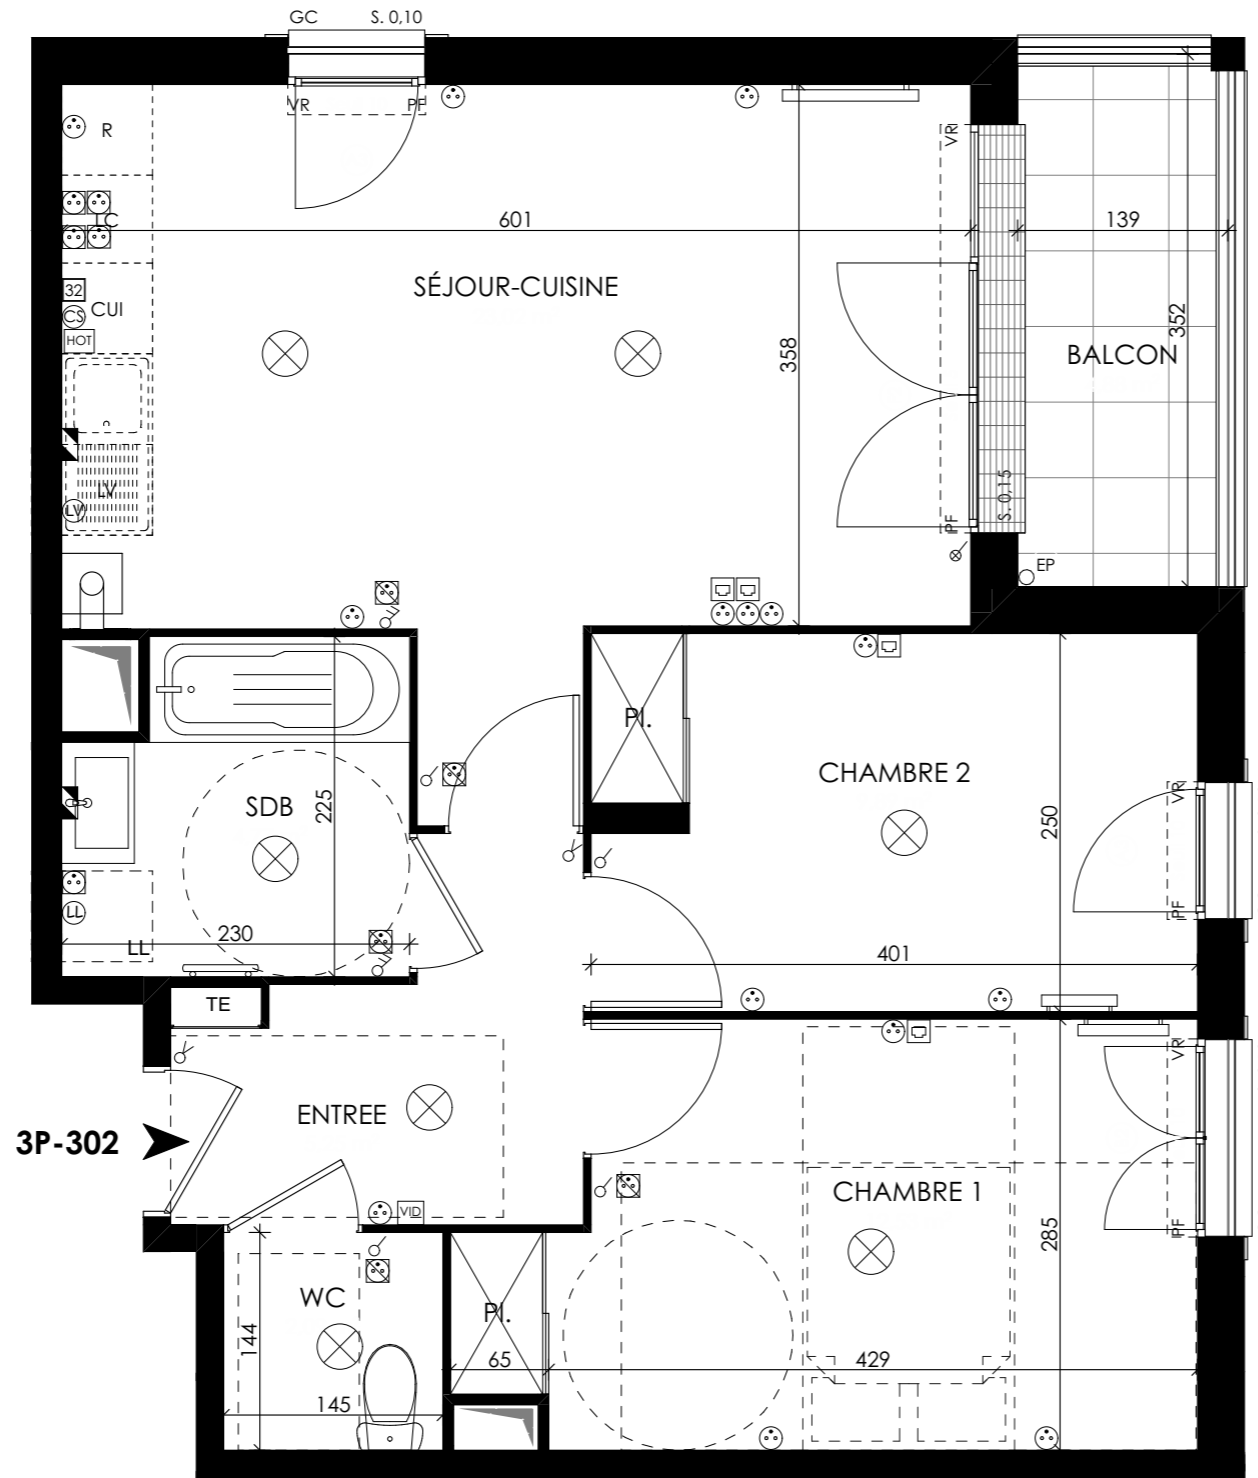 GC S. 0,10
VR PF
R
LC
601
139
VR
32
CS
CUI
HOT
SÉJOUR-CUISINE
358
352
BALCON
LV
LV
S. 0,15
PF
EP
Pl.
CHAMBRE 2
SDB
225
250
VR
PF
LL
LL
230
401
TE
VR
ENTREE
3P-302
CHAMBRE 1
VID
285
PF
WC
Pl.
144
65
429
145